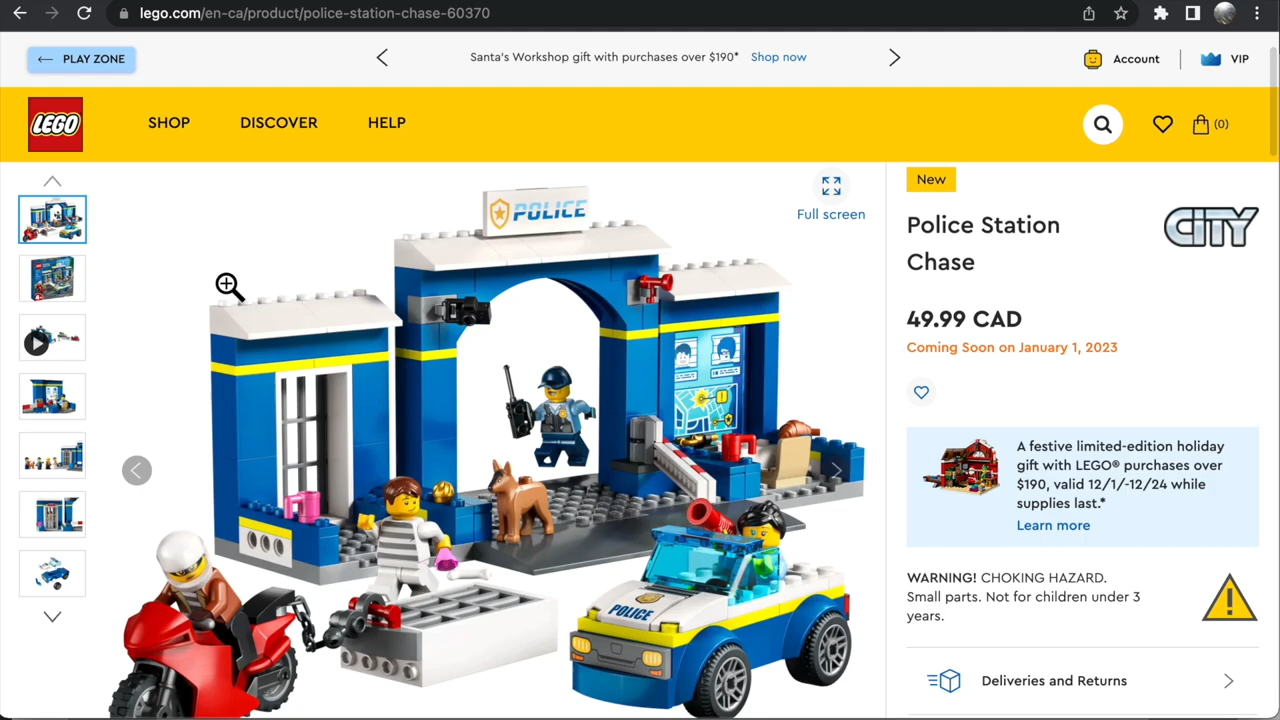 lego.com/en-ca/product/police-station-chase-60370
PLAY ZONE
Santa's Workshop gift with purchases over $190* Shop now
Account
VIP
LEGO
SHOP
DISCOVER
HELP
(0)
Full screen
POLICE
POLICE
New
Police Station
Chase
CITY
49.99 CAD
Coming Soon on January 1, 2023
A festive limited-edition holiday
gift with LEGO® purchases over
$190, valid 12/1/-12/24 while
supplies last.*
Learn more
WARNING! CHOKING HAZARD.
Small parts. Not for children under 3
years.
Deliveries and Returns